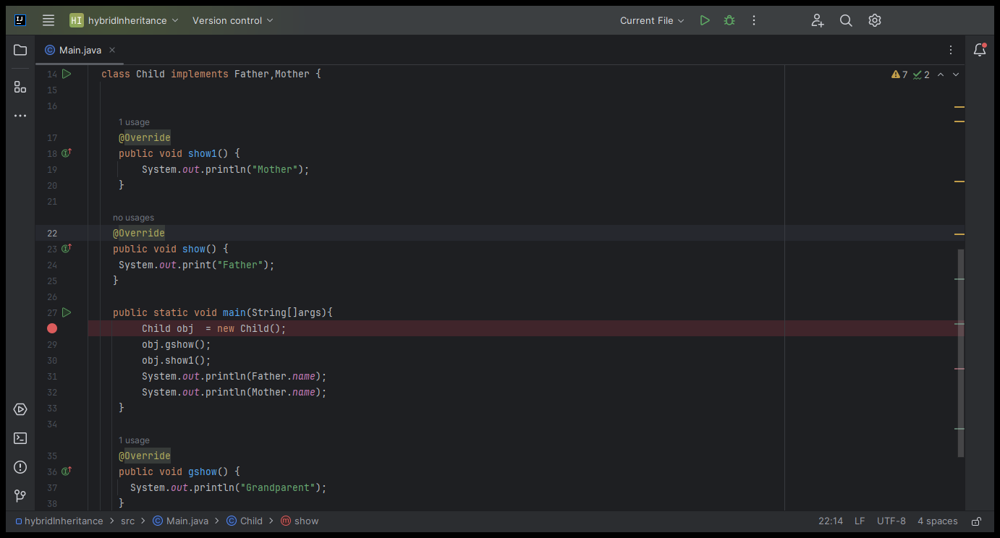 IJ
HI hybridInheritance Version control Current File
Main.java
14 class Child implements Father,Mother { 7 2
15
16
1 usage
17 @Override
18 public void show1() {
19 System.out.println("Mother");
20 }
21
no usages
22 @Override
23 public void show() {
24 System.out.print("Father");
25 }
26
27 public static void main(String[]args){
Child obj  = new Child();
29 obj.gshow();
30 obj.show1();
31 System.out.println(Father.name);
32 System.out.println(Mother.name);
33 }
34
1 usage
35 @Override
36 public void gshow() {
37 System.out.println("Grandparent");
38 }
hybridInheritance > src > Main.java > Child > m show 22:14 LF UTF-8 4 spaces